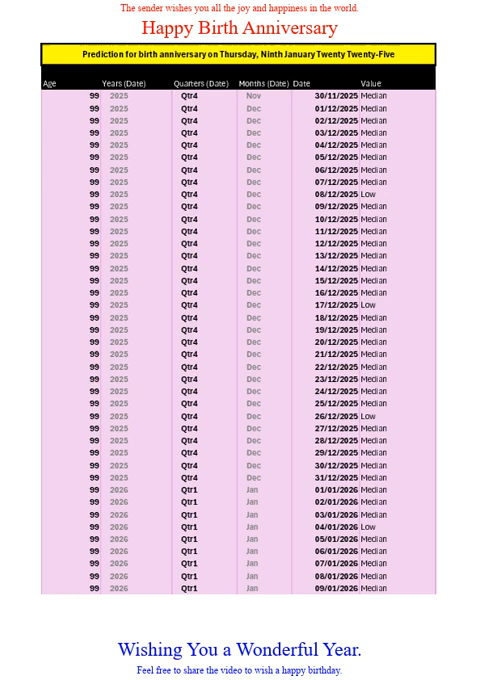 The sender wishes you all the joy and happiness in the world.
Happy Birth Anniversary
Prediction for birth anniversary on Thursday, Ninth January Twenty Twenty-Five
Age Years (Date) Quarters (Date) Months (Date) Date Value
99 2025 Qtr4 Nov 30/11/2025 Median
99 2025 Qtr4 Dec 01/12/2025 Median
99 2025 Qtr4 Dec 02/12/2025 Median
99 2025 Qtr4 Dec 03/12/2025 Median
99 2025 Qtr4 Dec 04/12/2025 Median
99 2025 Qtr4 Dec 05/12/2025 Median
99 2025 Qtr4 Dec 06/12/2025 Median
99 2025 Qtr4 Dec 07/12/2025 Median
99 2025 Qtr4 Dec 08/12/2025 Low
99 2025 Qtr4 Dec 09/12/2025 Median
99 2025 Qtr4 Dec 10/12/2025 Median
99 2025 Qtr4 Dec 11/12/2025 Median
99 2025 Qtr4 Dec 12/12/2025 Median
99 2025 Qtr4 Dec 13/12/2025 Median
99 2025 Qtr4 Dec 14/12/2025 Median
99 2025 Qtr4 Dec 15/12/2025 Median
99 2025 Qtr4 Dec 16/12/2025 Median
99 2025 Qtr4 Dec 17/12/2025 Low
99 2025 Qtr4 Dec 18/12/2025 Median
99 2025 Qtr4 Dec 19/12/2025 Median
99 2025 Qtr4 Dec 20/12/2025 Median
99 2025 Qtr4 Dec 21/12/2025 Median
99 2025 Qtr4 Dec 22/12/2025 Median
99 2025 Qtr4 Dec 23/12/2025 Median
99 2025 Qtr4 Dec 24/12/2025 Median
99 2025 Qtr4 Dec 25/12/2025 Median
99 2025 Qtr4 Dec 26/12/2025 Low
99 2025 Qtr4 Dec 27/12/2025 Median
99 2025 Qtr4 Dec 28/12/2025 Median
99 2025 Qtr4 Dec 29/12/2025 Median
99 2025 Qtr4 Dec 30/12/2025 Median
99 2025 Qtr4 Dec 31/12/2025 Median
99 2026 Qtr1 Jan 01/01/2026 Median
99 2026 Qtr1 Jan 02/01/2026 Median
99 2026 Qtr1 Jan 03/01/2026 Median
99 2026 Qtr1 Jan 04/01/2026 Low
99 2026 Qtr1 Jan 05/01/2026 Median
99 2026 Qtr1 Jan 06/01/2026 Median
99 2026 Qtr1 Jan 07/01/2026 Median
99 2026 Qtr1 Jan 08/01/2026 Median
99 2026 Qtr1 Jan 09/01/2026 Median
Wishing You a Wonderful Year.
Feel free to share the video to wish a happy birthday.